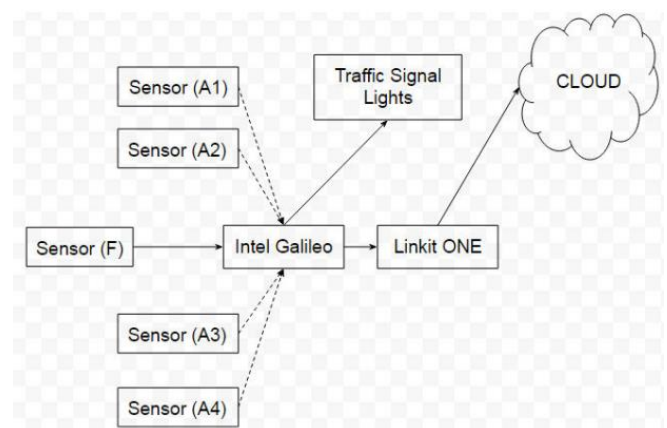 Sensor (A1)
Traffic Signal
Lights
CLOUD
Sensor (A2)
Sensor (F)
Intel Galileo
Linkit ONE
Sensor (A3)
Sensor (A4)